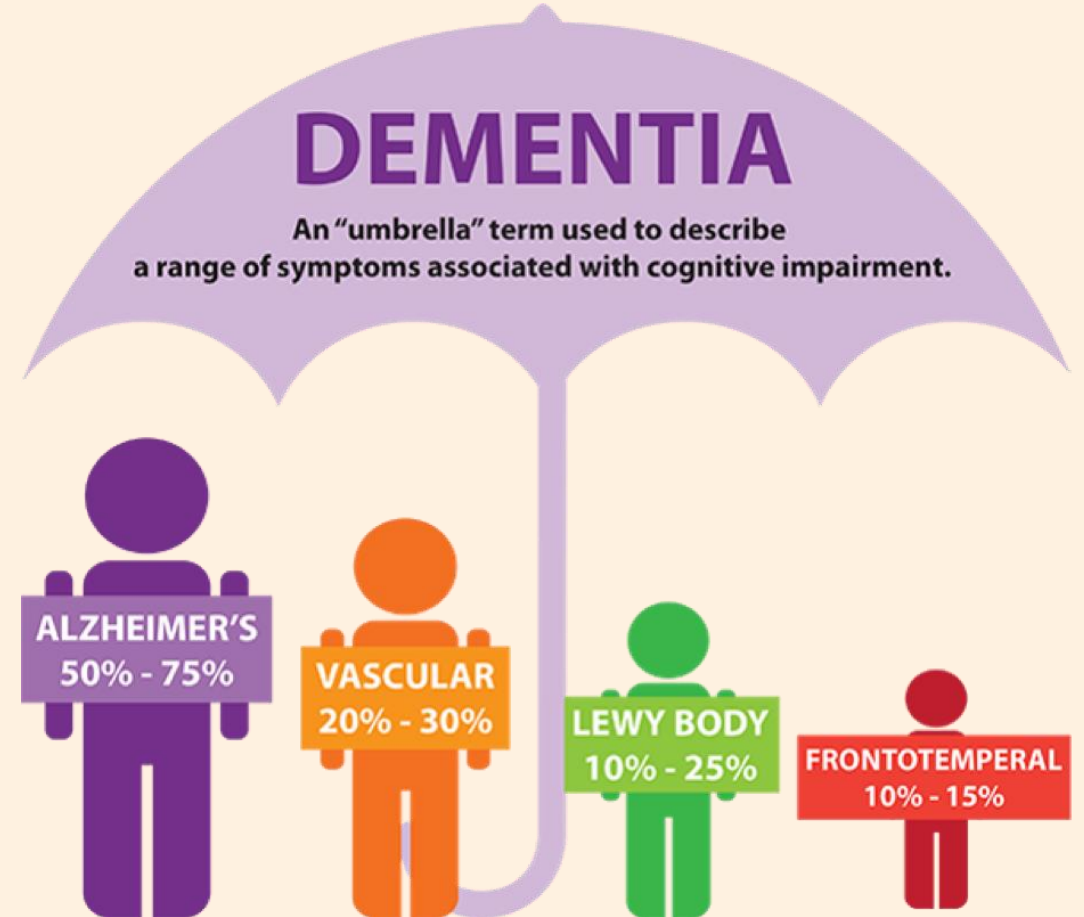 DEMENTIA
An “umbrella” term used to describe
a range of symptoms associated with cognitive impairment.
ALZHEIMER’S
50% - 75%
VASCULAR
20% - 30%
LEWY BODY
10% - 25%
FRONTOTEMPERAL
10% - 15%